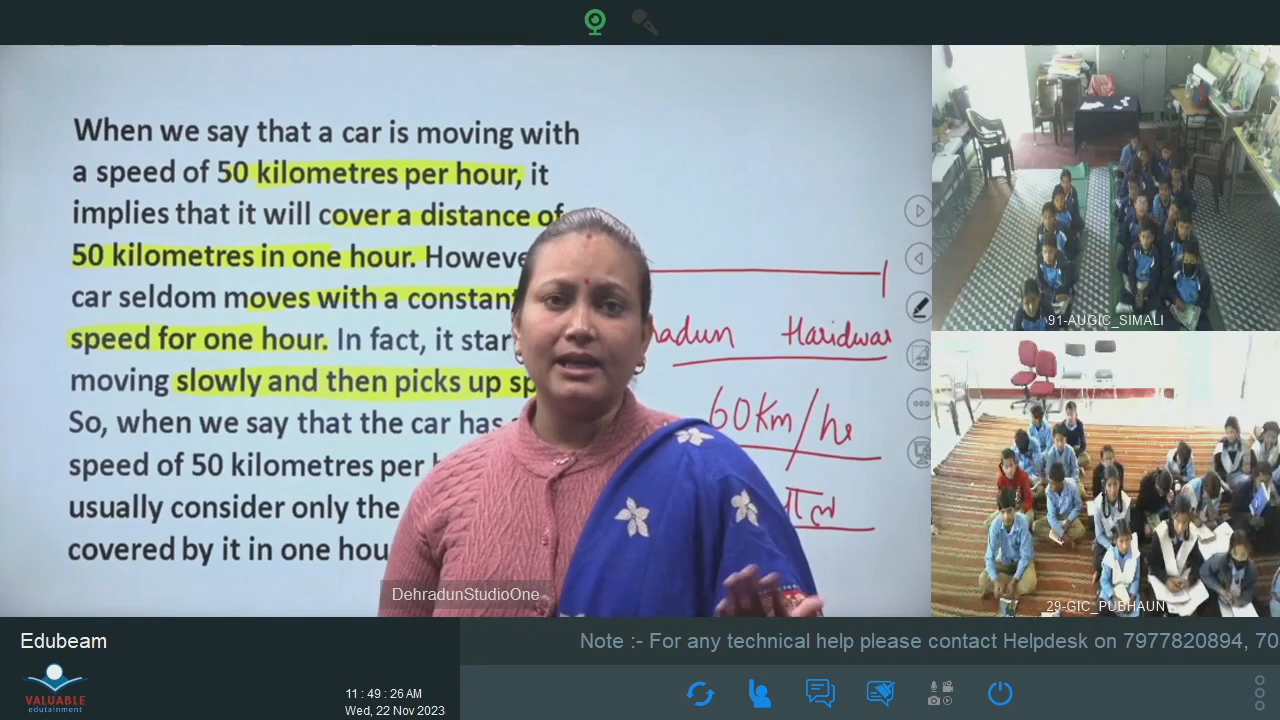 When we say that a car is moving with
a speed of 50 kilometres per hour, it
implies that it will cover a distance of
50 kilometres in one hour. Howeve
car seldom moves with a constant
speed for one hour. In fact, it star
moving slowly and then picks up sp
So, when we say that the car has
speed of 50 kilometres per h
usually consider only the
covered by it in one hou
radun Haridwar
60Km/hr
DehradunStudioOne
91-AUGIC_SIMALI
29-GIC_PUBHAUN
Edubeam
Note :- For any technical help please contact Helpdesk on 7977820894, 70
VALUABLE
edutainment
11 : 49 : 26 AM
Wed, 22 Nov 2023